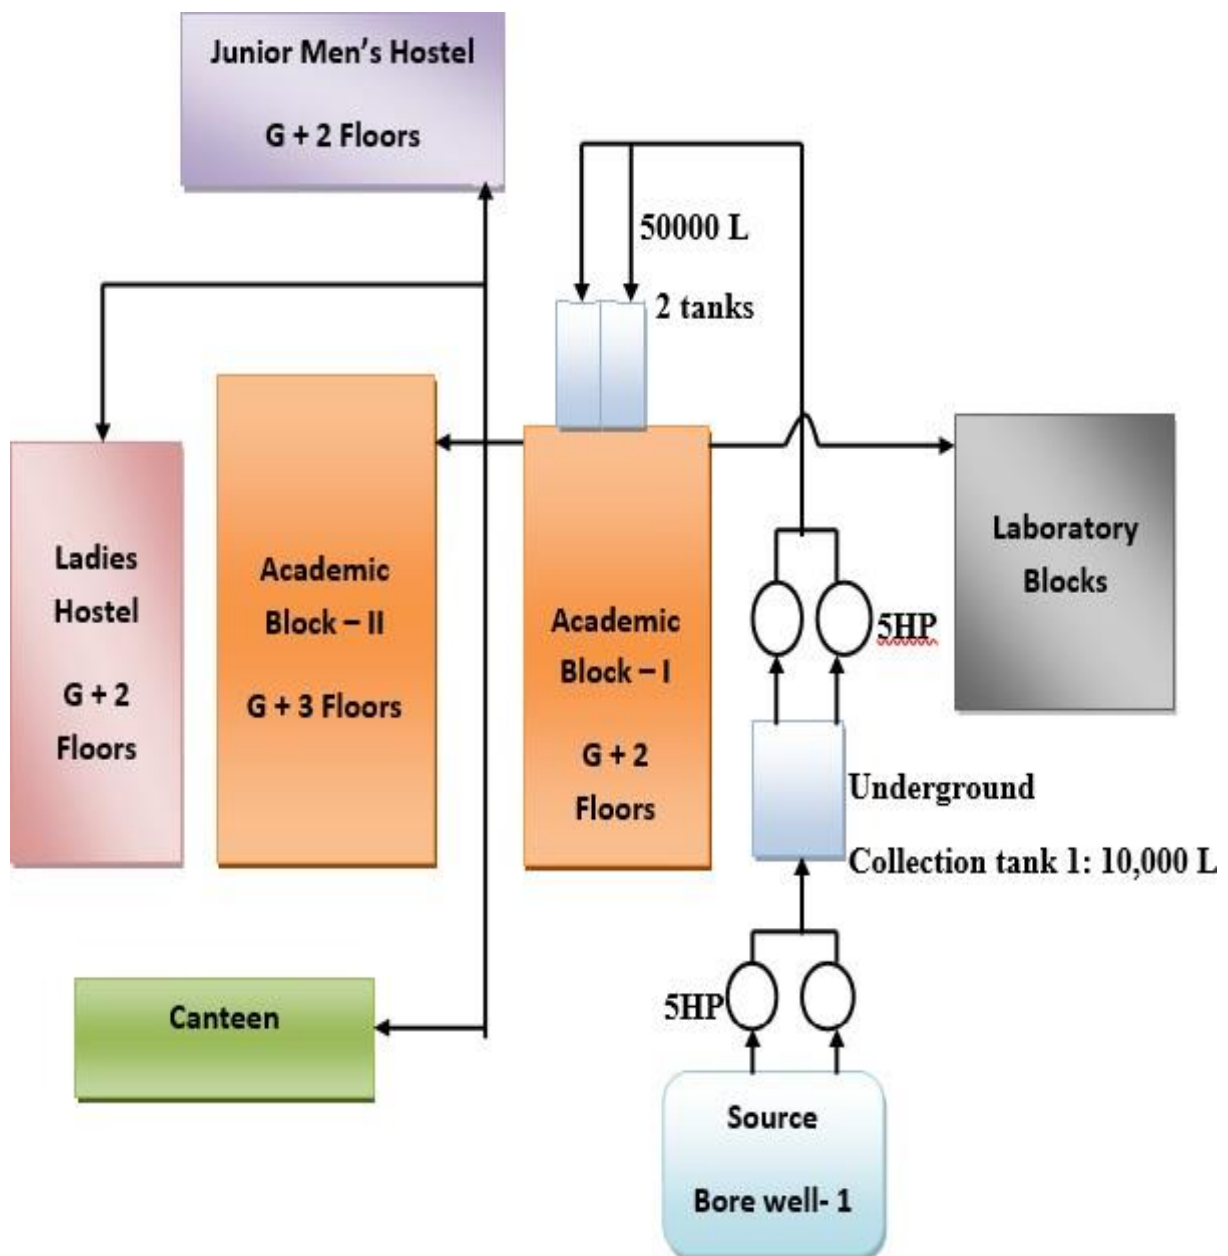 Junior Men’s Hostel
G + 2 Floors
50000 L
2 tanks
Ladies
Hostel
G + 2
Floors
Academic
Block – II
G + 3 Floors
Academic
Block – I
G + 2
Floors
Laboratory
Blocks
5HP
Underground
Collection tank 1: 10,000 L
5HP
Canteen
Source
Bore well- 1